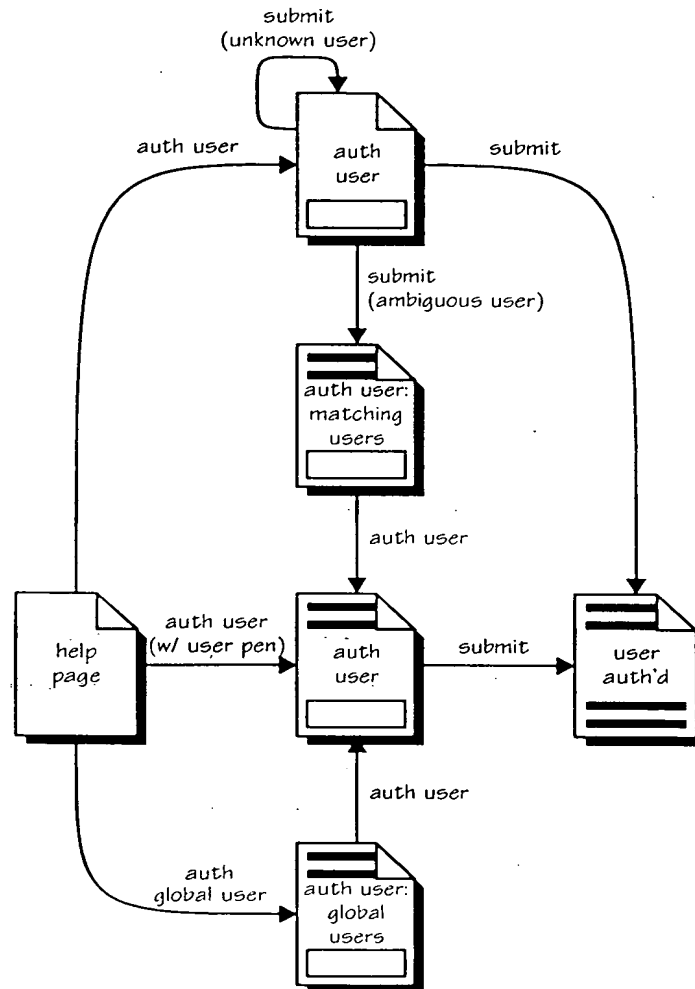 submit
(unknown user)
auth user
auth
user
submit
submit
(ambiguous user)
auth user:
matching
users
auth user
help
page
auth user
(w/ user pen)
auth
user
submit
user
auth'd
auth user
auth
global user
auth user:
global
users